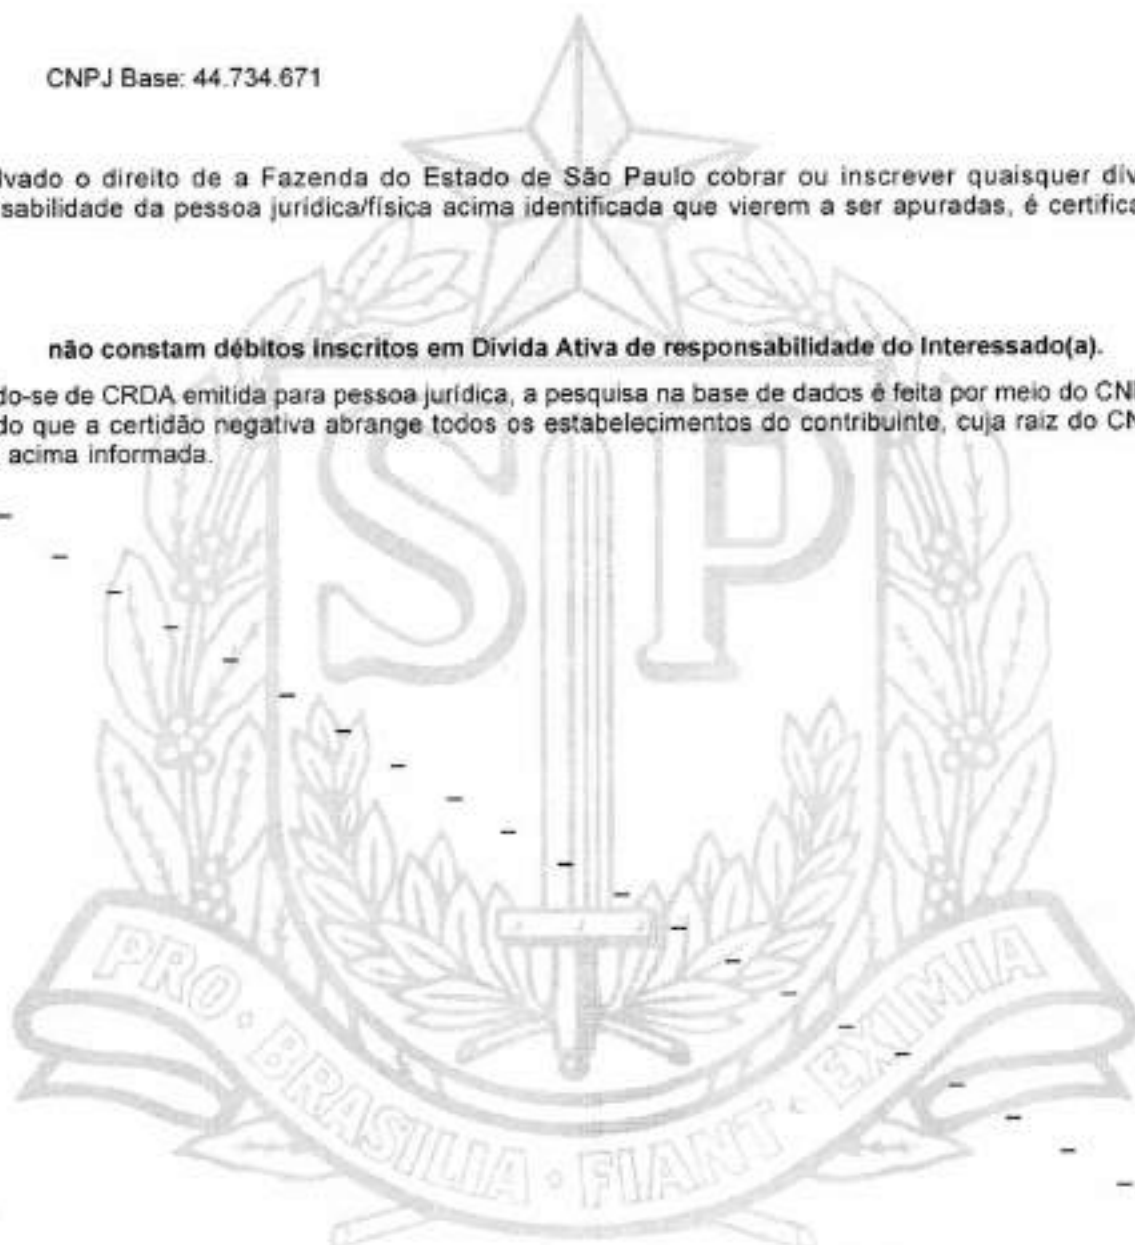 CNPJ Base: 44.734.671
lvado o direito de a Fazenda do Estado de São Paulo cobrar ou inscrever quaisquer dív
sabilidade da pessoa jurídica/física acima identificada que vierem a ser apuradas, é certifica
não constam débitos inscritos em Dívida Ativa de responsabilidade do Interessado(a).
do-se de CRDA emitida para pessoa jurídica, a pesquisa na base de dados é feita por meio do CN
do que a certidão negativa abrange todos os estabelecimentos do contribuinte, cuja raiz do CN
acima informada.
SP
PRO · BRASILIA · FIANT · EXIMIA